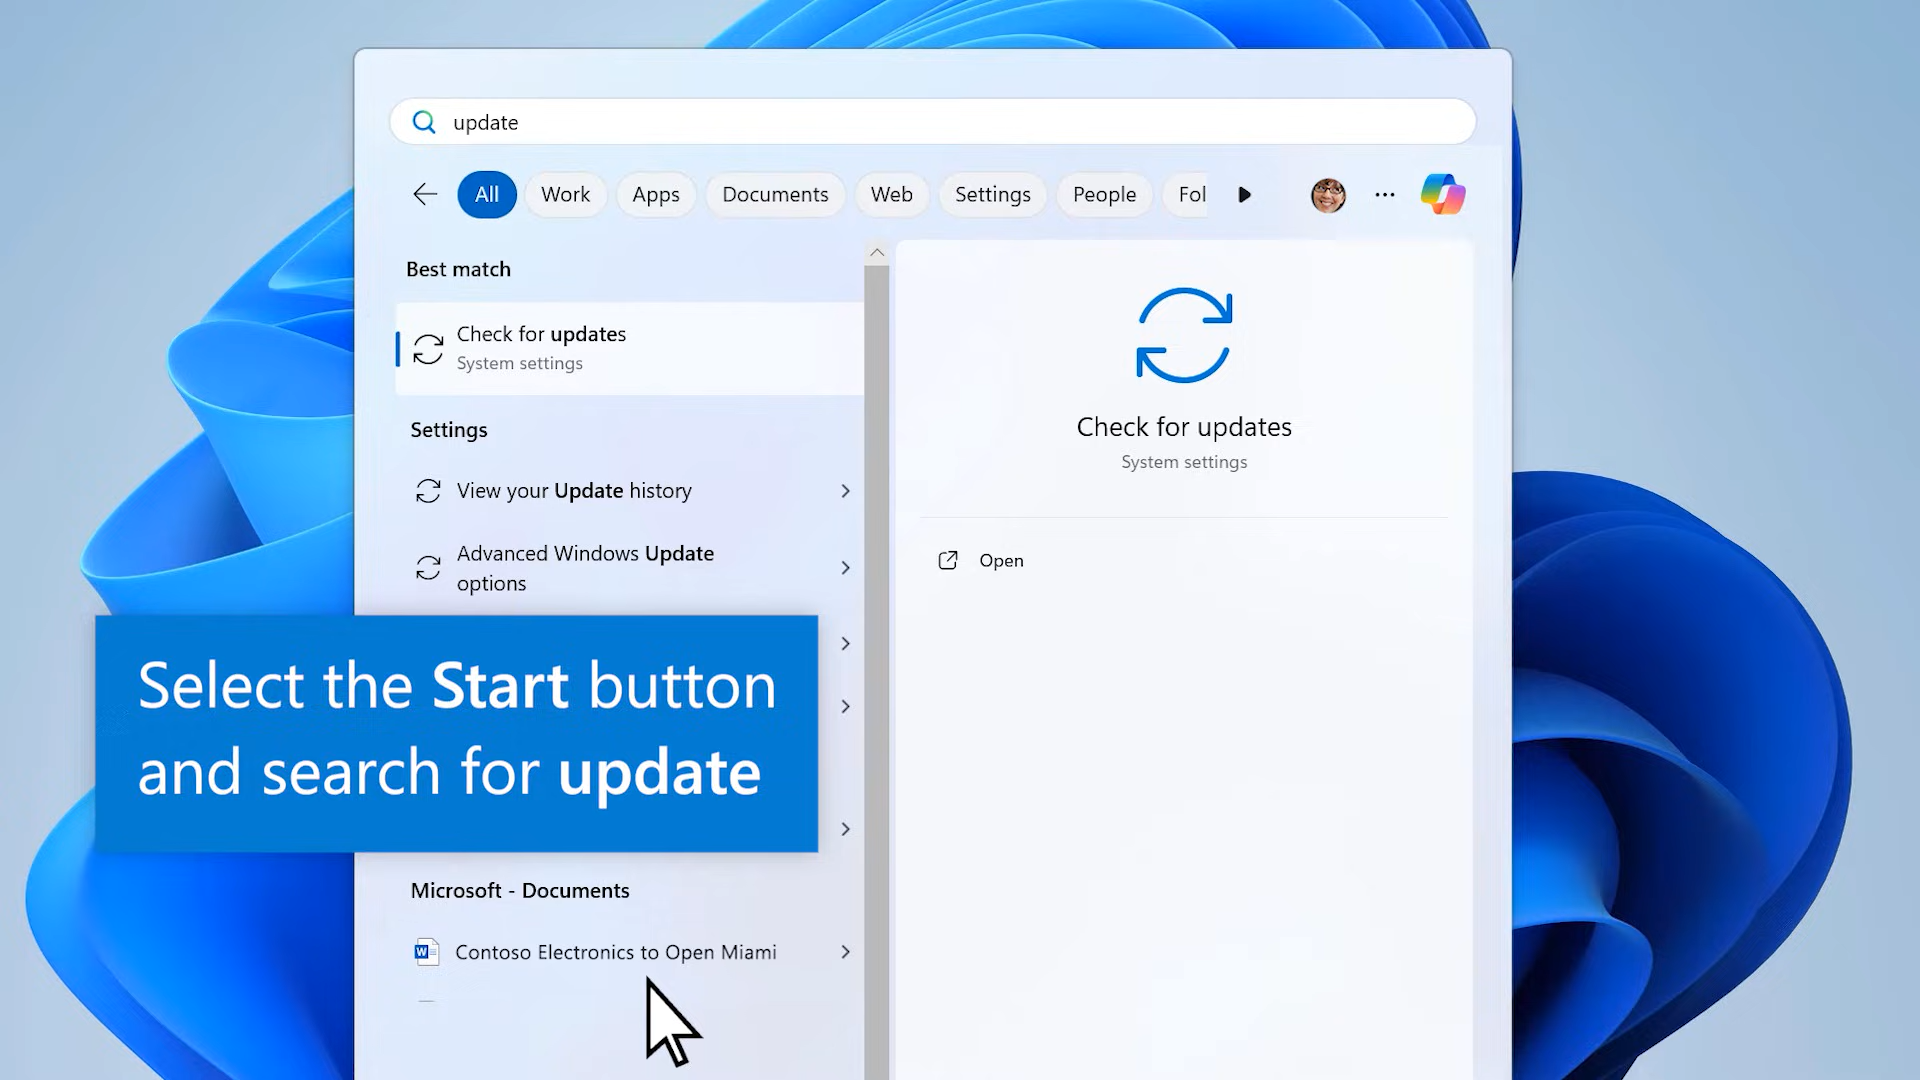 update
All
Work
Apps
Documents
Web
Settings
People
Fol
Best match
Check for updates
System settings
Settings
View your Update history
Advanced Windows Update
options
Select the Start button
and search for update
Microsoft - Documents
Contoso Electronics to Open Miami
Check for updates
System settings
Open